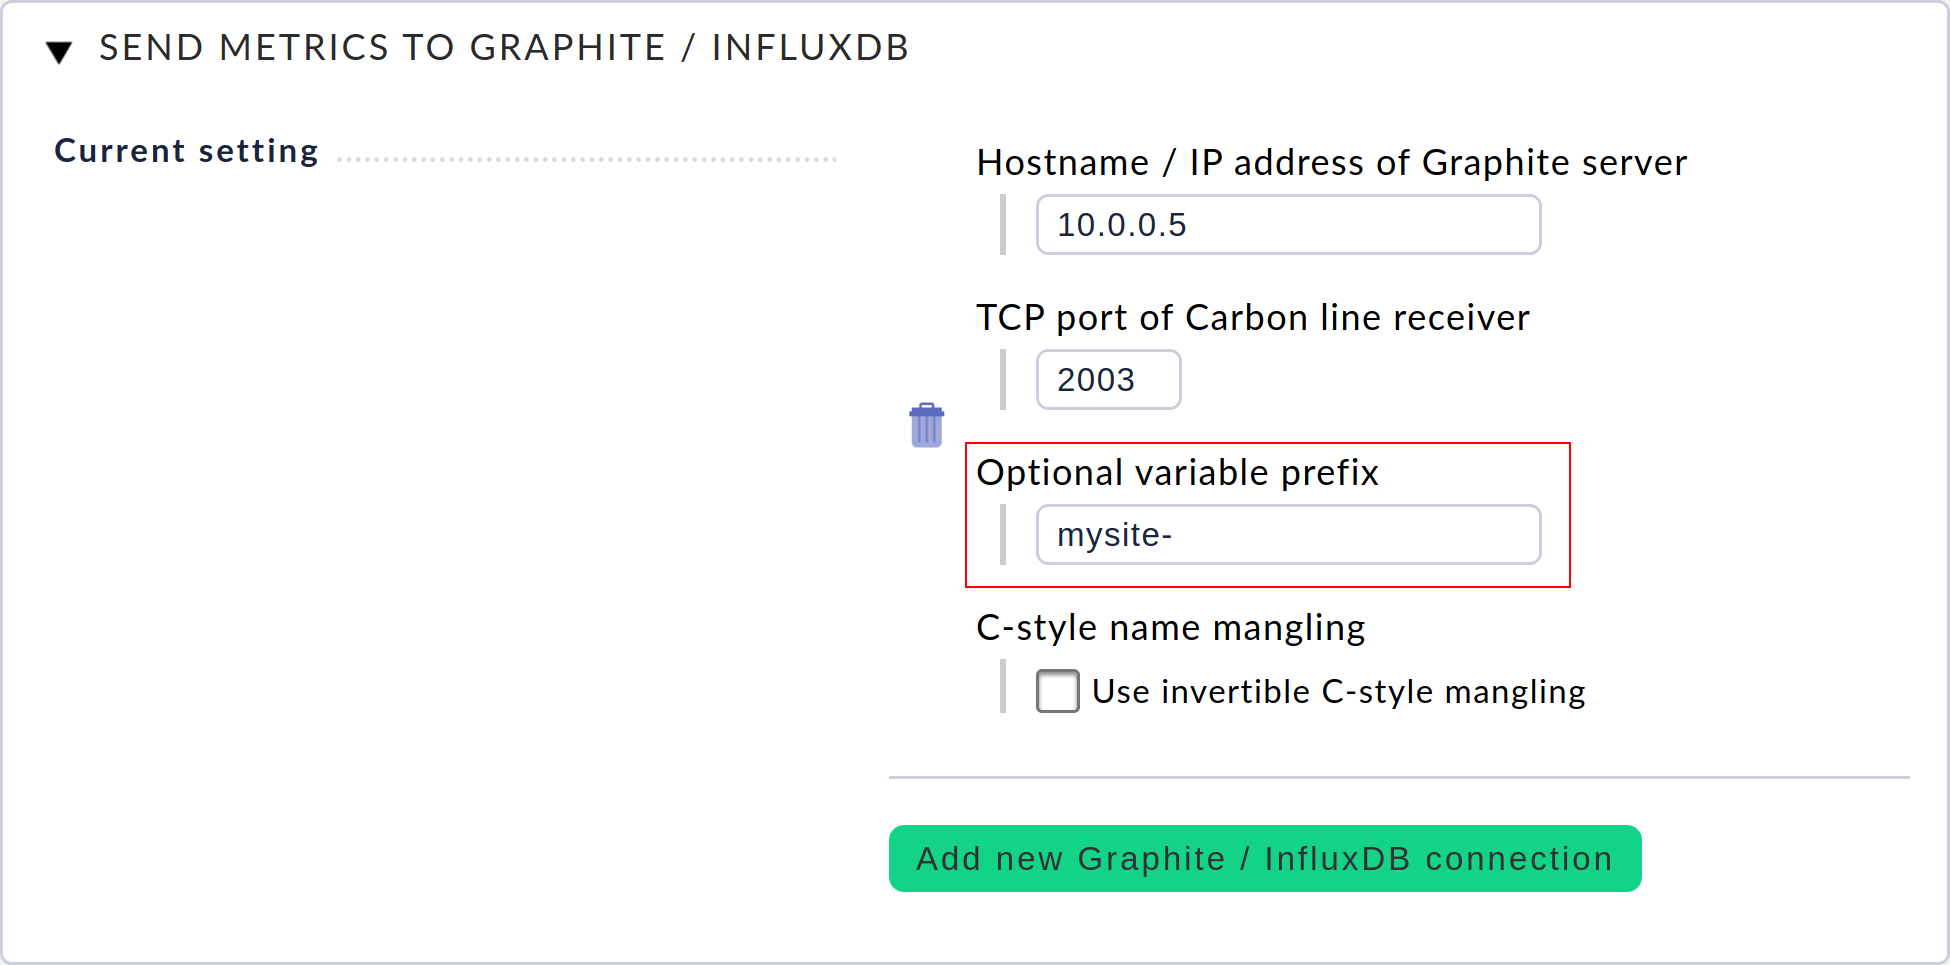 SEND METRICS TO GRAPHITE / INFLUXDB
Current setting
Hostname / IP address of Graphite server
10.0.0.5
TCP port of Carbon line receiver
2003
Optional variable prefix
mysite-
C-style name mangling
Use invertible C-style mangling
Add new Graphite / InfluxDB connection